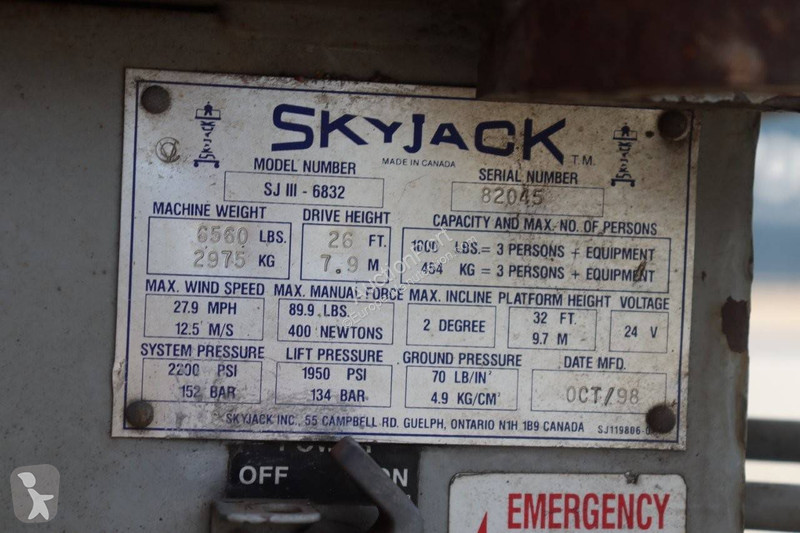 SKYJACK T.M.
MADE IN CANADA
MODEL NUMBER
SJ III - 6832
SERIAL NUMBER
82045
MACHINE WEIGHT
6560 LBS.
2975 KG
DRIVE HEIGHT
26 FT.
7.9 M
CAPACITY AND MAX. NO. OF PERSONS
1000 LBS. = 3 PERSONS + EQUIPMENT
454 KG = 3 PERSONS + EQUIPMENT
MAX. WIND SPEED
27.9 MPH
12.5 M/S
MAX. MANUAL FORCE
89.9 LBS.
400 NEWTONS
MAX. INCLINE
2 DEGREE
PLATFORM HEIGHT
32 FT.
9.7 M
VOLTAGE
24 V
SYSTEM PRESSURE
2200 PSI
152 BAR
LIFT PRESSURE
1950 PSI
134 BAR
GROUND PRESSURE
70 LB/IN²
4.9 KG/CM²
DATE MFD.
OCT/98
SKYJACK INC., 55 CAMPBELL RD. GUELPH, ONTARIO N1H 1B9 CANADA
POWER
OFF ON
EMERGENCY